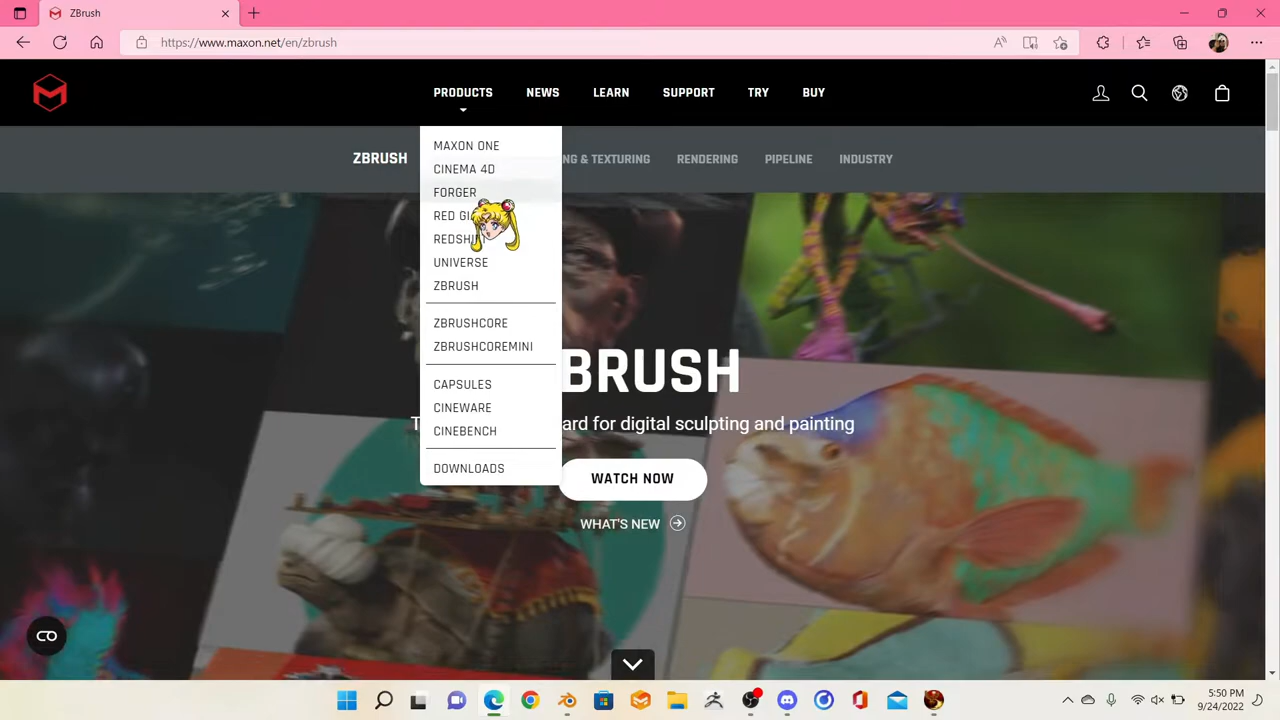 ZBrush
https://www.maxon.net/en/zbrush
PRODUCTS NEWS LEARN SUPPORT TRY BUY
ZBRUSH
& TEXTURING RENDERING PIPELINE INDUSTRY
MAXON ONE
CINEMA 4D
FORGER
RED
UNIVERSE
ZBRUSH
ZBRUSHCORE
ZBRUSHCOREMINI
CAPSULES
CINEWARE
CINEBENCH
DOWNLOADS
BRUSH
for digital sculpting and painting
WATCH NOW
WHAT'S NEW
5:50 PM
9/24/2022